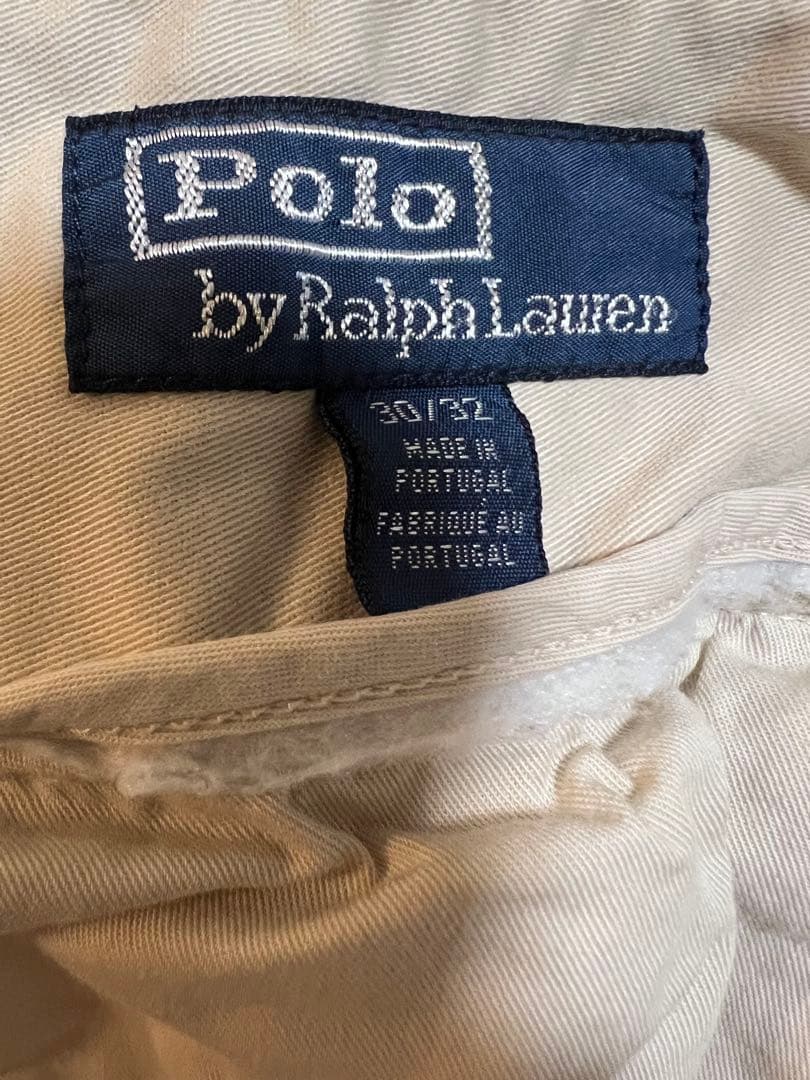 Polo
by Ralph Lauren
30/32
MADE IN
PORTUGAL
FABRIQUÉ AU
PORTUGAL